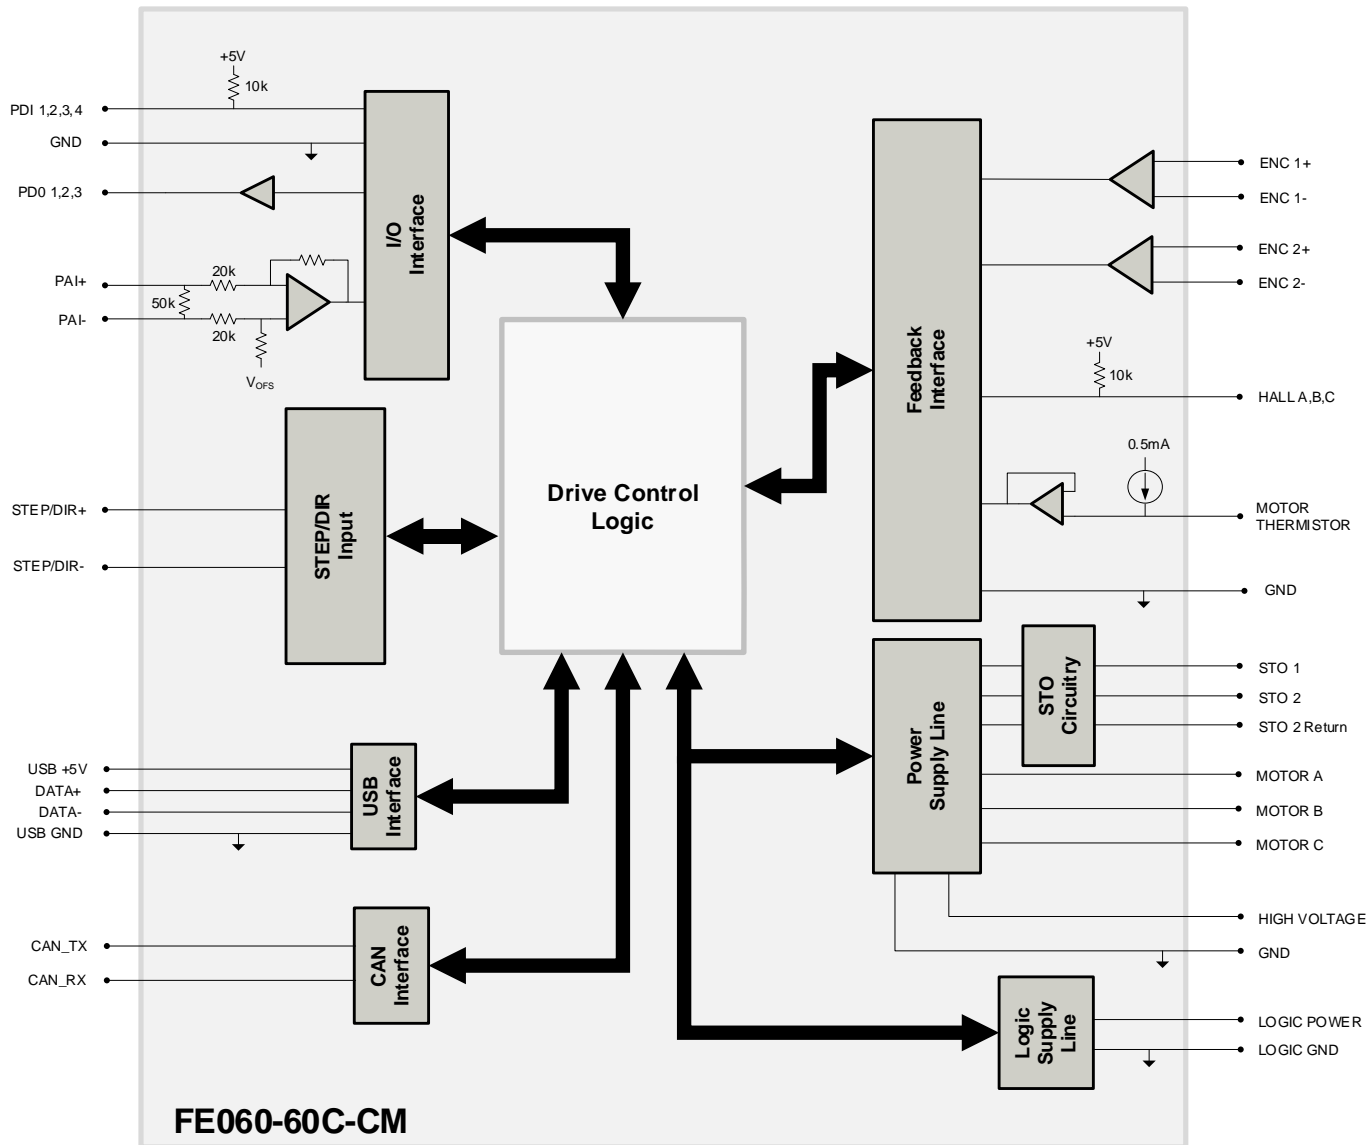 +5V
10k
PDI 1,2,3,4
GND
PD0 1,2,3
PAI+
20k
50k
PAI-
20k
VOFS
I/O
Interface
STEP/DIR+
STEP/DIR-
STEP/DIR
Input
Drive Control
Logic
Feedback
Interface
ENC 1+
ENC 1-
ENC 2+
ENC 2-
+5V
10k
HALL A,B,C
0.5mA
MOTOR
THERMISTOR
GND
STO
Circuitry
STO 1
STO 2
STO 2 Return
Power
Supply Line
MOTOR A
MOTOR B
MOTOR C
HIGH VOLTAGE
GND
USB +5V
DATA+
DATA-
USB GND
USB
Interface
CAN_TX
CAN_RX
CAN
Interface
Logic
Supply
Line
LOGIC POWER
LOGIC GND
FE060-60C-CM